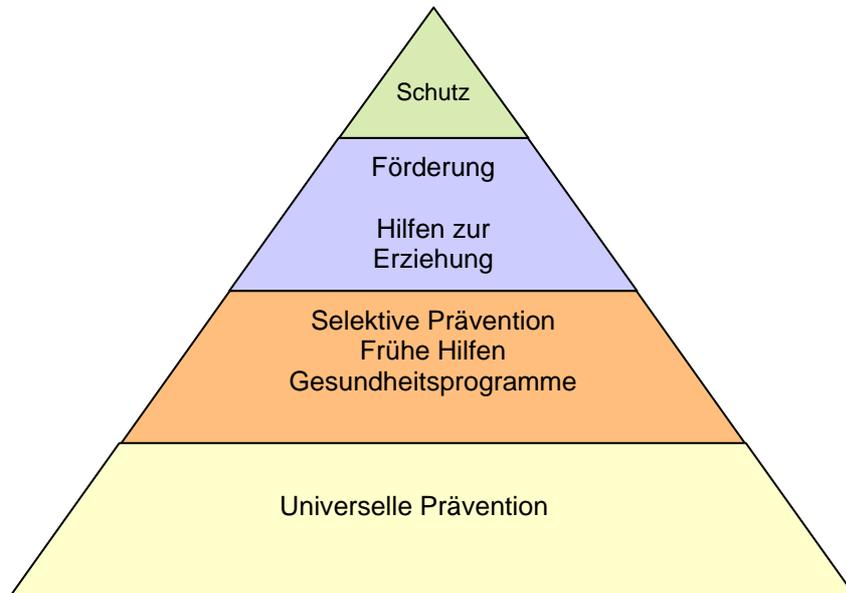 Schutz
Förderung
Hilfen zur
Erziehung
Selektive Prävention
Frühe Hilfen
Gesundheitsprogramme
Universelle Prävention